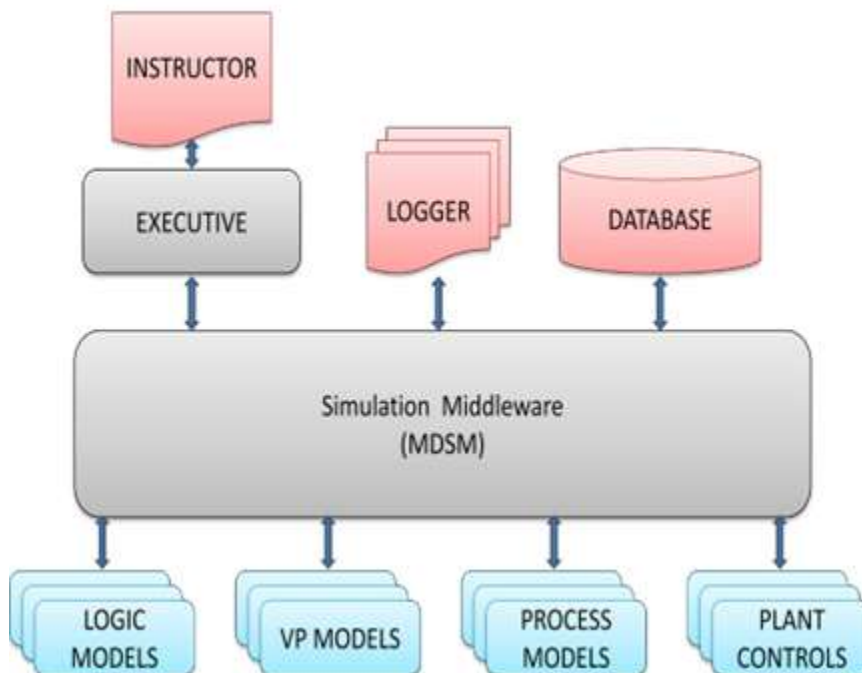 INSTRUCTOR
EXECUTIVE
LOGGER
DATABASE
Simulation Middleware
(MDSM)
LOGIC
MODELS
VP MODELS
PROCESS
MODELS
PLANT
CONTROLS